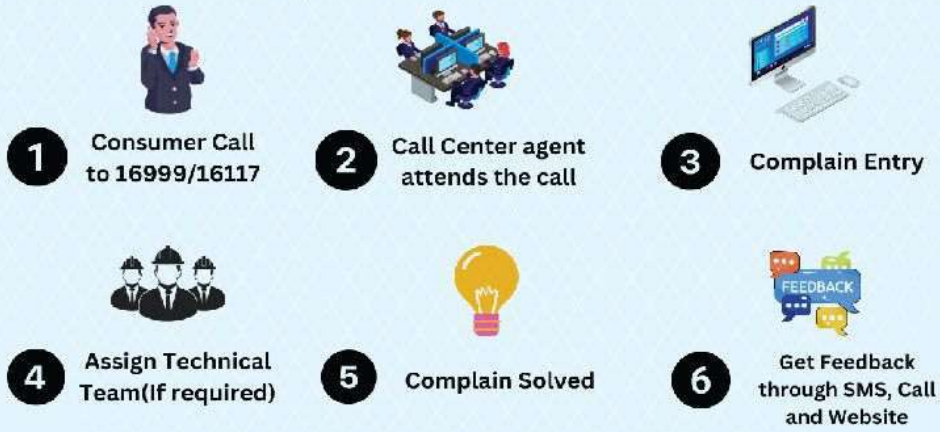 1
Consumer Call
to 16999/16117
2
Call Center agent
attends the call
3
Complain Entry
4
Assign Technical
Team(If required)
5
Complain Solved
FEEDBACK
6
Get Feedback
through SMS, Call
and Website